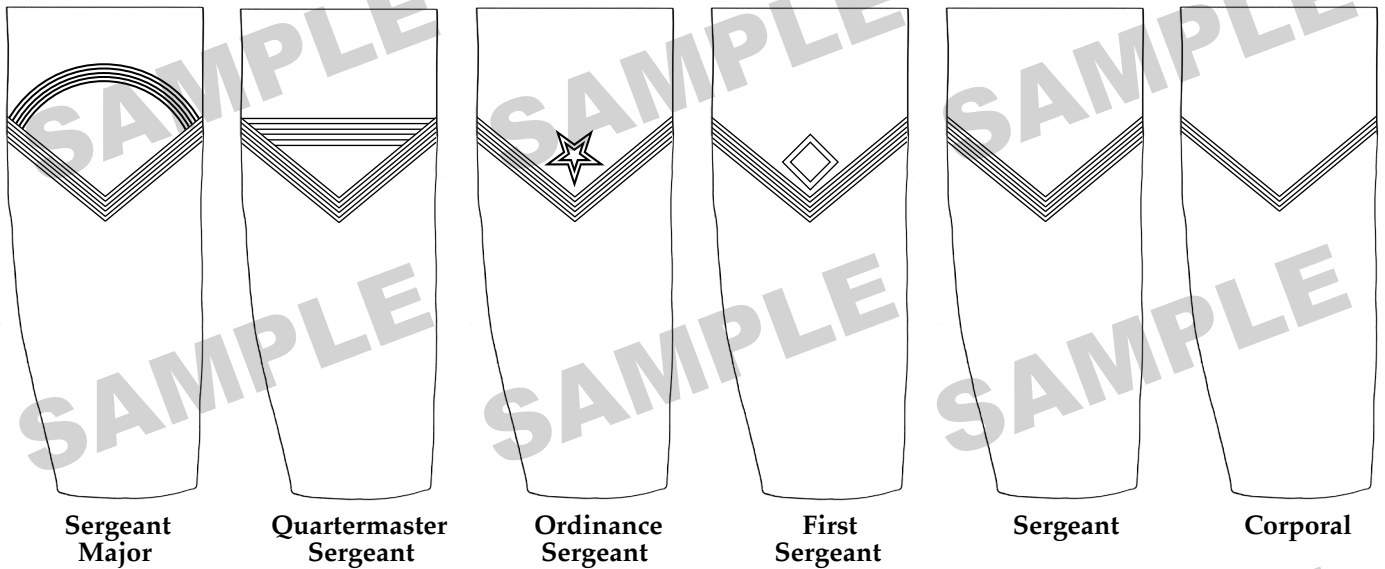 SAMPLE
SAMPLE
SAMPLE
SAMPLE
SAMPLE
SAMPLE
Sergeant
Major
Quartermaster
Sergeant
Ordinance
Sergeant
First
Sergeant
Sergeant
Corporal